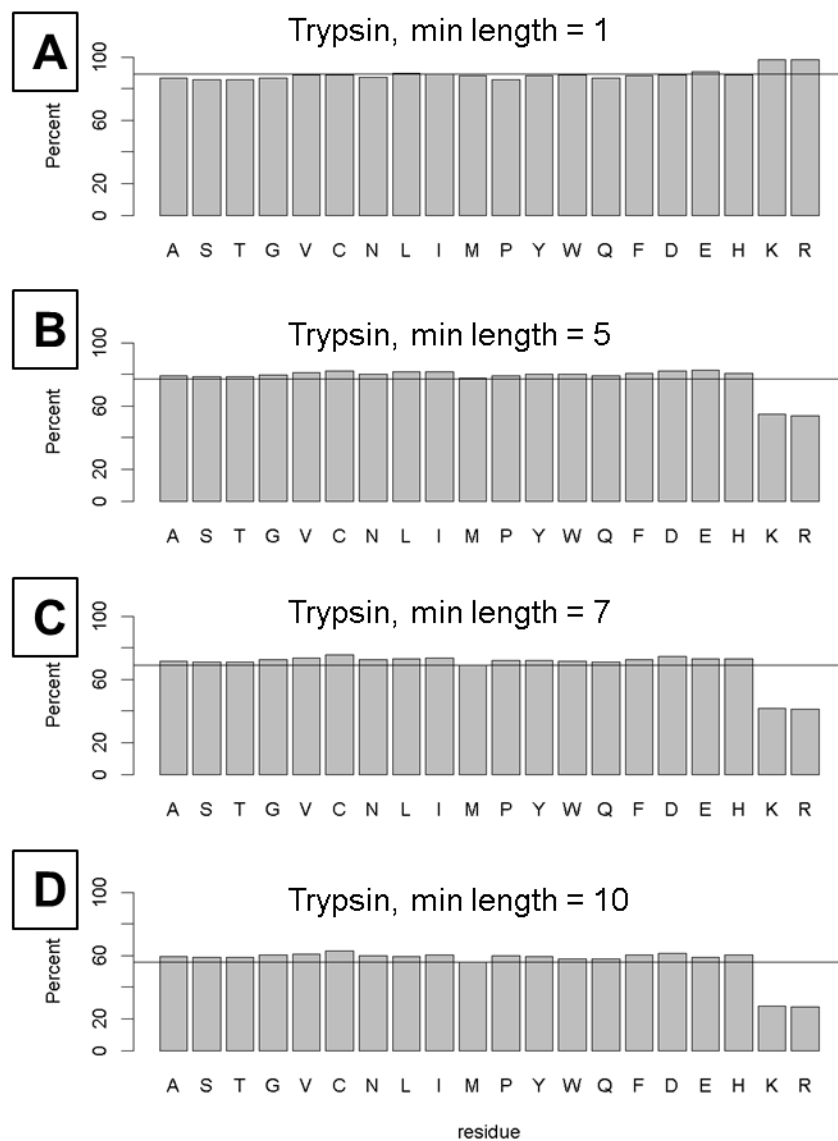 A
Trypsin, min length = 1
Percent
0 20 60 100
A S T G V C N L I M P Y W Q F D E H K R
B
Trypsin, min length = 5
Percent
0 20 60 100
A S T G V C N L I M P Y W Q F D E H K R
C
Trypsin, min length = 7
Percent
0 20 60 100
A S T G V C N L I M P Y W Q F D E H K R
D
Trypsin, min length = 10
Percent
0 20 60 100
A S T G V C N L I M P Y W Q F D E H K R
residue